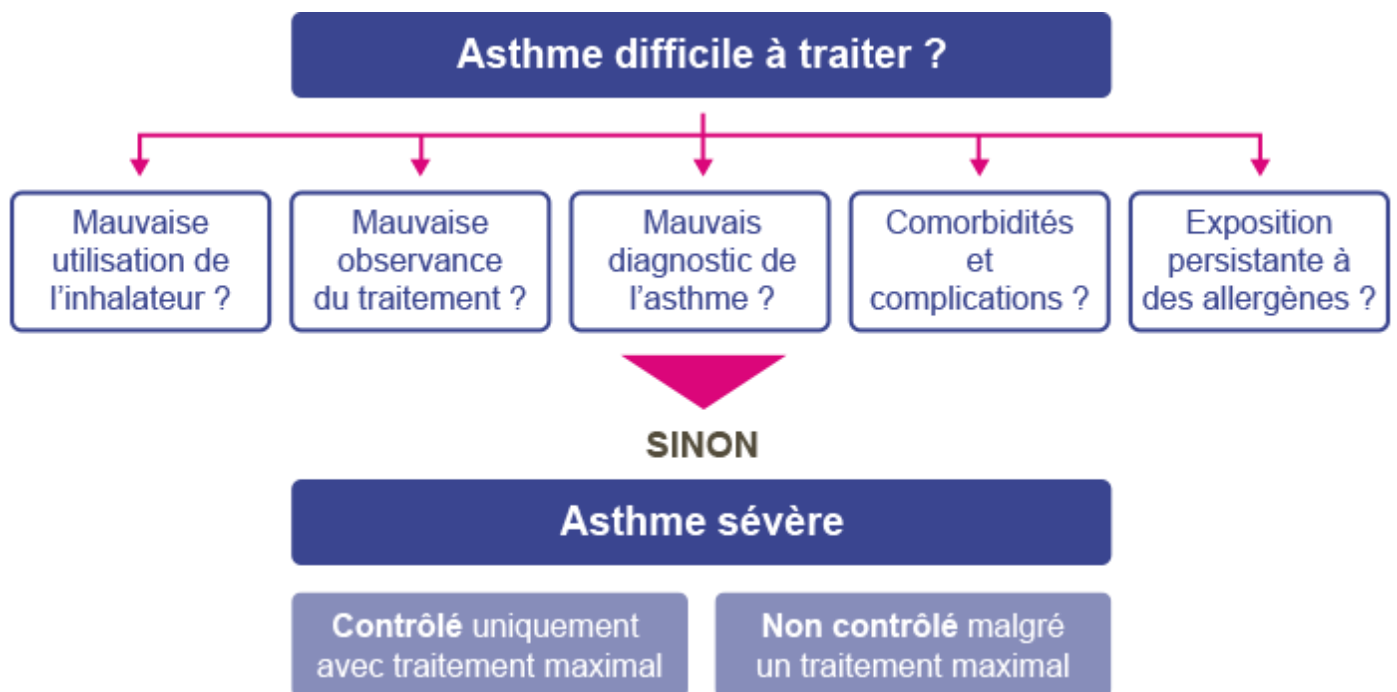 Asthme difficile à traiter ?
Mauvaise
utilisation de
l'inhalateur ?
Mauvaise
observance
du traitement ?
Mauvais
diagnostic de
l'asthme ?
Comorbidités
et
complications ?
Exposition
persistante à
des allergènes ?
SINON
Asthme sévère
Contrôlé uniquement
avec traitement maximal
Non contrôlé malgré
un traitement maximal